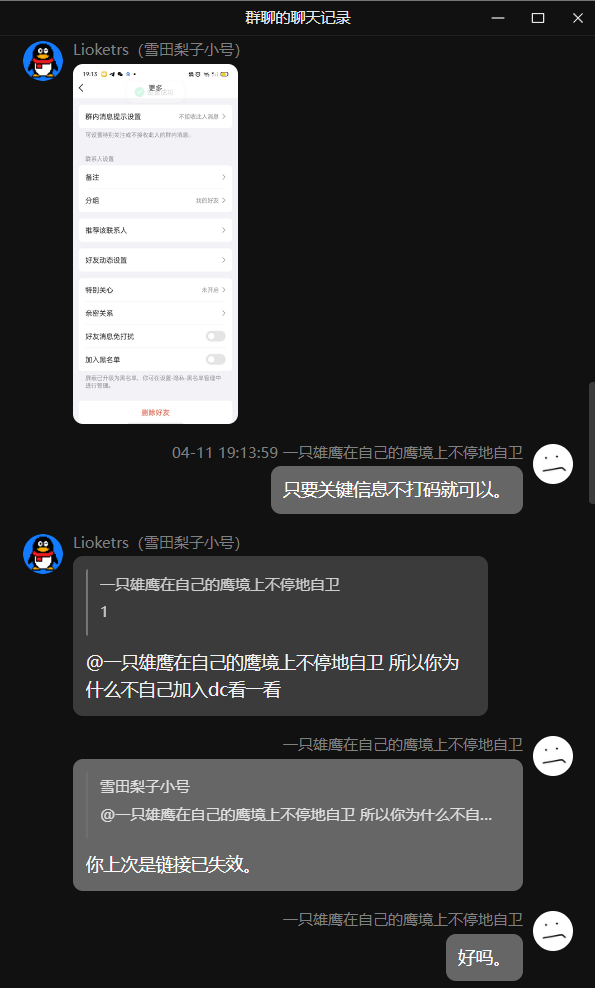 群聊的聊天记录
Lioketrs（雪田梨子小号）
19:13
更多
群内消息提示设置
不接收此人消息
可设置特别关注或不接收此人的群内消息。
联系人设置
备注
分组
我的好友
推荐该联系人
好友动态设置
特别关心
未开启
亲密关系
好友消息免打扰
加入黑名单
屏蔽已升级为黑名单，你可在设置-隐私-黑名单管理中
进行管理。
删除好友
04-11 19:13:59 一只雄鹰在自己的鹰境上不停地自卫
只要关键信息不打码就可以。
Lioketrs（雪田梨子小号）
一只雄鹰在自己的鹰境上不停地自卫
1
@一只雄鹰在自己的鹰境上不停地自卫 所以你为
什么不自己加入dc看一看
一只雄鹰在自己的鹰境上不停地自卫
雪田梨子小号
@一只雄鹰在自己的鹰境上不停地自卫 所以你为什么不自...
你上次是链接已失效。
一只雄鹰在自己的鹰境上不停地自卫
好吗。